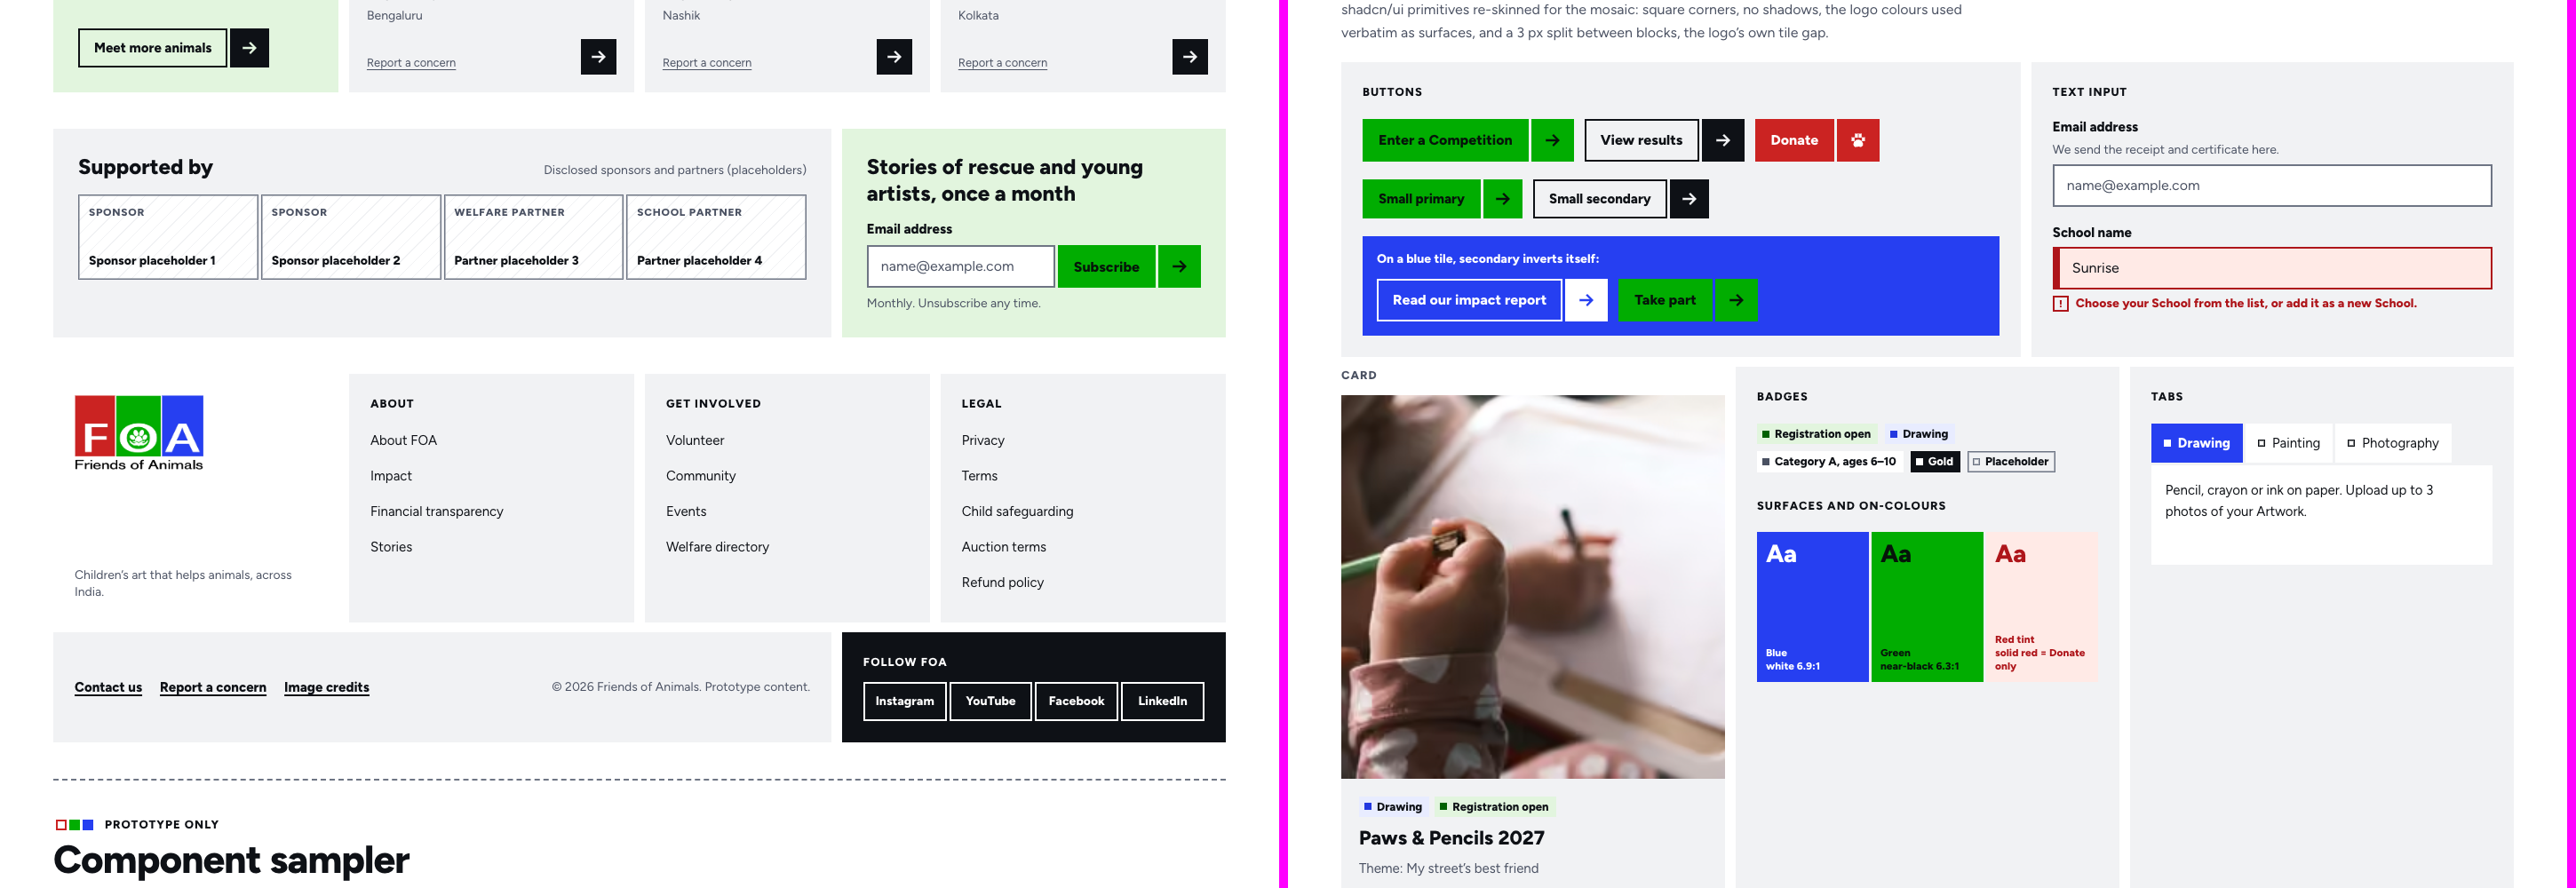 Bengaluru
Nashik
Kolkata
Meet more animals
Report a concern
Report a concern
Report a concern
Supported by
Disclosed sponsors and partners (placeholders)
SPONSOR
Sponsor placeholder 1
SPONSOR
Sponsor placeholder 2
WELFARE PARTNER
Partner placeholder 3
SCHOOL PARTNER
Partner placeholder 4
Stories of rescue and young
artists, once a month
Email address
name@example.com
Subscribe
Monthly. Unsubscribe any time.
FOA
Friends of Animals
Children's art that helps animals, across
India.
ABOUT
About FOA
Impact
Financial transparency
Stories
GET INVOLVED
Volunteer
Community
Events
Welfare directory
LEGAL
Privacy
Terms
Child safeguarding
Auction terms
Refund policy
Contact us
Report a concern
Image credits
© 2026 Friends of Animals. Prototype content.
FOLLOW FOA
Instagram
YouTube
Facebook
LinkedIn
PROTOTYPE ONLY
Component sampler
shadcn/ui primitives re-skinned for the mosaic: square corners, no shadows, the logo colours used
verbatim as surfaces, and a 3 px split between blocks, the logo's own tile gap.
BUTTONS
Enter a Competition
View results
Donate
Small primary
Small secondary
On a blue tile, secondary inverts itself:
Read our impact report
Take part
TEXT INPUT
Email address
We send the receipt and certificate here.
name@example.com
School name
Sunrise
! Choose your School from the list, or add it as a new School.
CARD
Drawing
Registration open
Paws & Pencils 2027
Theme: My street's best friend
BADGES
Registration open
Drawing
Category A, ages 6–10
Gold
Placeholder
SURFACES AND ON-COLOURS
Aa
Blue
white 6.9:1
Aa
Green
near-black 6.3:1
Aa
Red tint
solid red = Donate
only
TABS
Drawing
Painting
Photography
Pencil, crayon or ink on paper. Upload up to 3
photos of your Artwork.